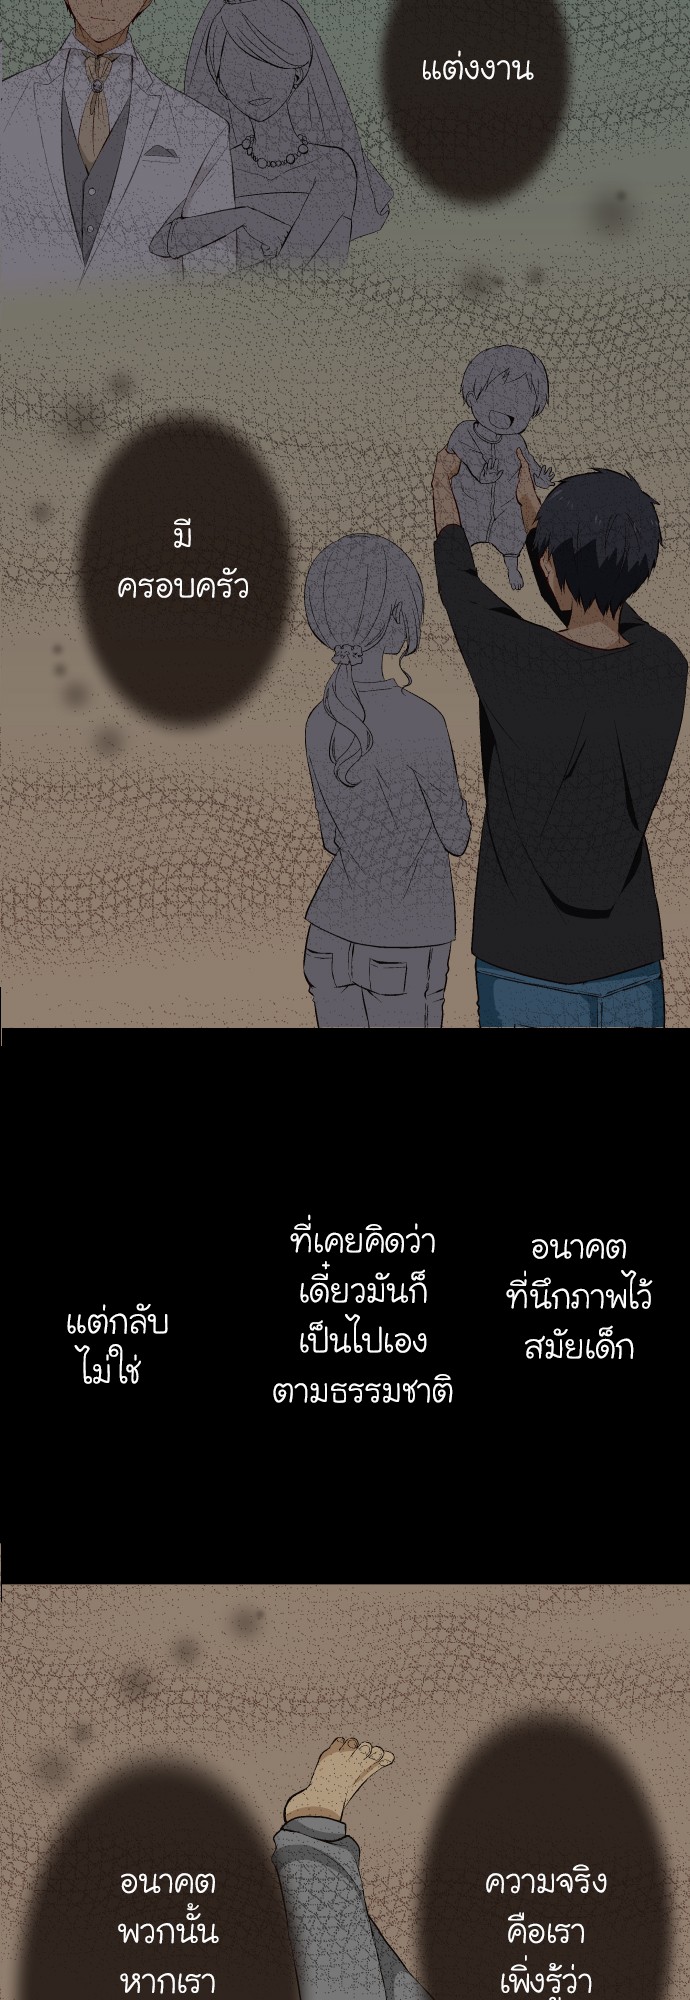 แต่งงาน
มี
ครอบครัว
อนาคต
ที่นึกภาพไว้
สมัยเด็ก
ที่เคยคิดว่า
เดี๋ยวมันก็
เป็นไปเอง
ตามธรรมชาติ
แต่กลับ
ไม่ใช่
ความจริง
คือเรา
เพิ่งรู้ว่า
อนาคต
พวกนั้น
หากเรา